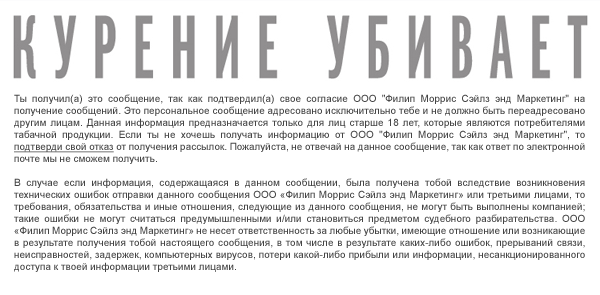 КУРЕНИЕ УБИВАЕТ
Ты получил(а) это сообщение, так как подтвердил(а) свое согласие ООО "Филип Моррис Сэйлз энд Маркетинг" на
получение сообщений. Это персональное сообщение адресовано исключительно тебе и не должно быть переадресовано
другим лицам. Данная информация предназначается только для лиц старше 18 лет, которые являются потребителями
табачной продукции. Если ты не хочешь получать информацию от ООО "Филип Моррис Сэйлз энд Маркетинг", то
подтверди свой отказ от получения рассылок. Пожалуйста, не отвечай на данное сообщение, так как ответ по электронной
почте мы не сможем получить.
В случае если информация, содержащаяся в данном сообщении, была получена тобой вследствие возникновения
технических ошибок отправки данного сообщения ООО «Филип Моррис Сэйлз энд Маркетинг» или третьими лицами, то
требования, обязательства и иные отношения, следующие из данного сообщения, не могут быть выполнены компанией;
такие ошибки не могут считаться предумышленными и/или становиться предметом судебного разбирательства. ООО
«Филип Моррис Сэйлз энд Маркетинг» не несет ответственность за любые убытки, имеющие отношение или возникающие
в результате получения тобой настоящего сообщения, в том числе в результате каких-либо ошибок, прерываний связи,
неисправностей, задержек, компьютерных вирусов, потери какой-либо прибыли или информации, несанкционированного
доступа к твоей информации третьими лицами.